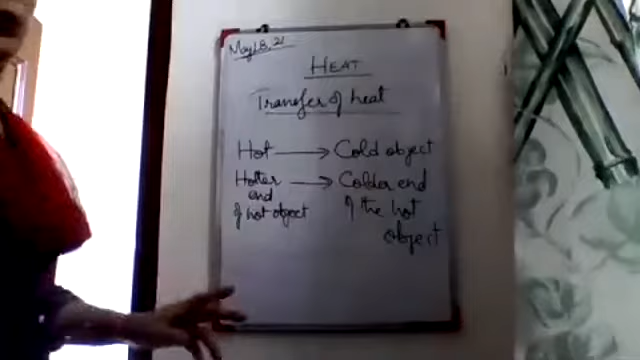 May 18, 21
HEAT
Transfer of heat
Hot → Cold object
Hotter end → Colder end
of hot object of the hot
object